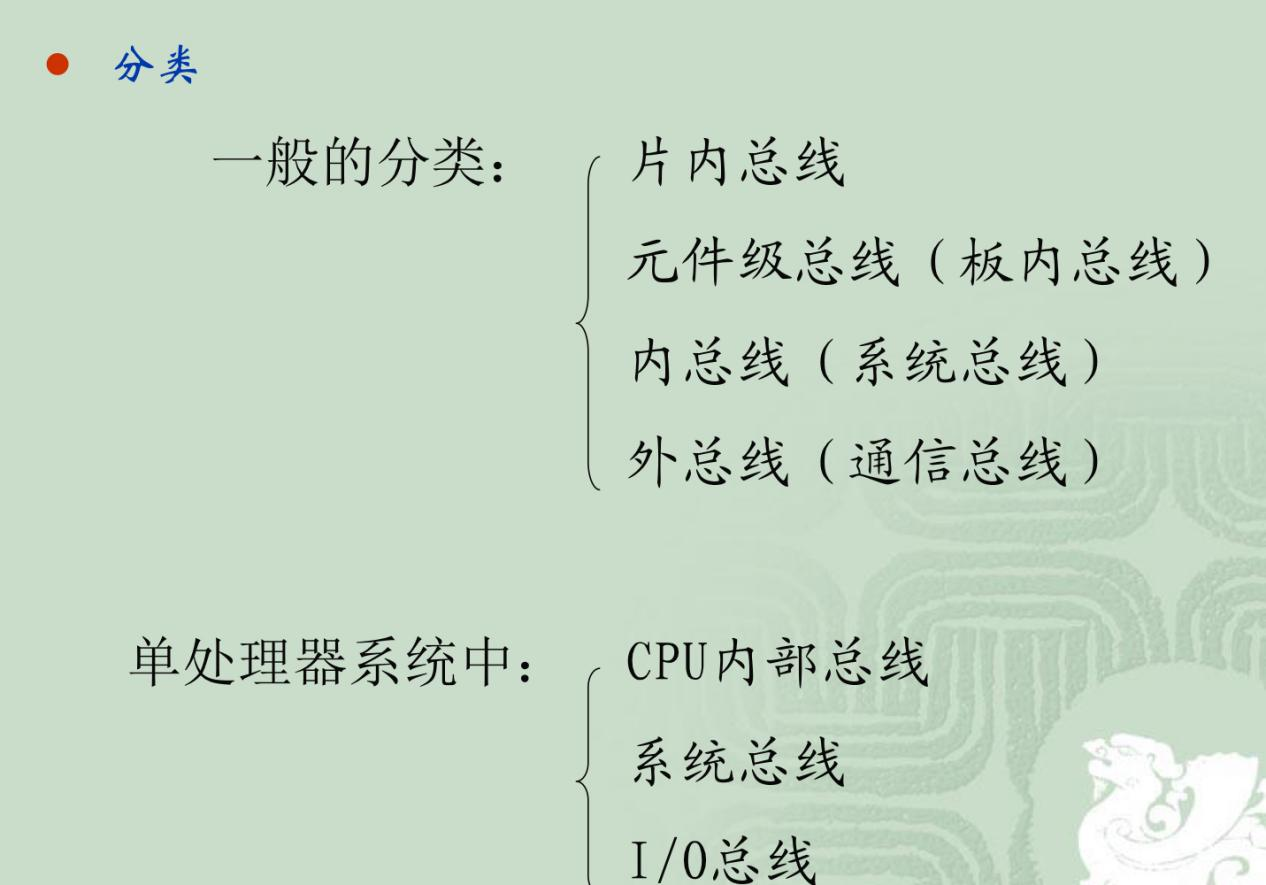 分类
一般的分类：
片内总线
元件级总线（板内总线）
内总线（系统总线）
外总线（通信总线）
单处理器系统中：
CPU内部总线
系统总线
I/O总线